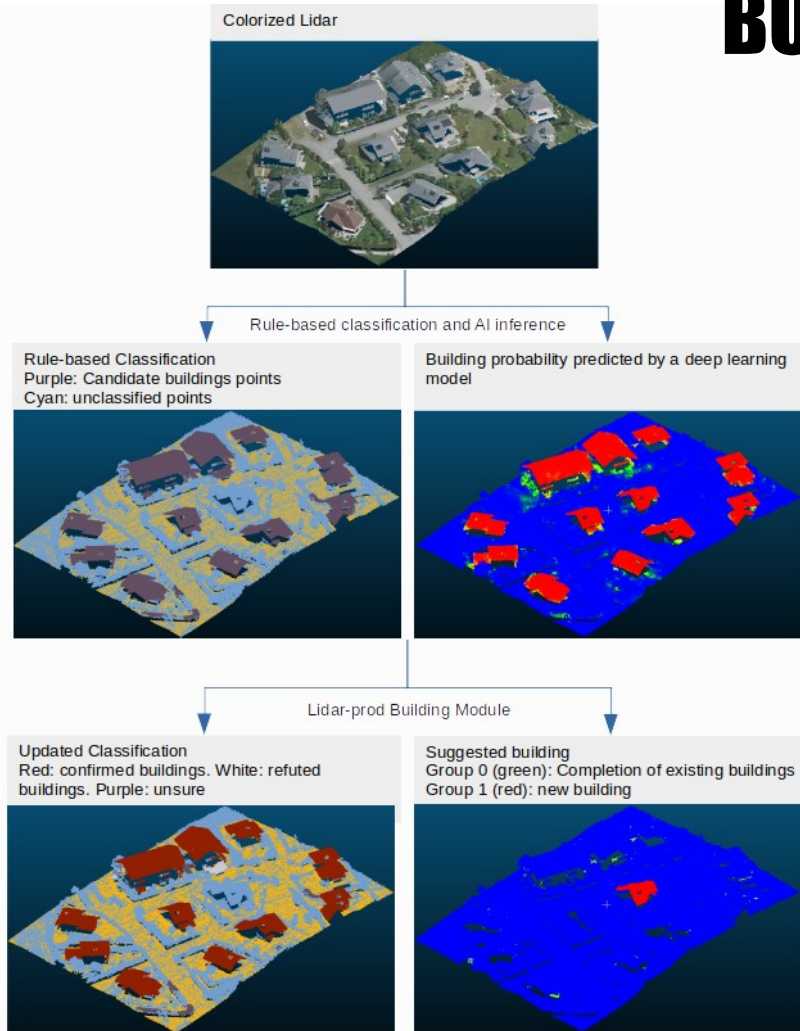 BU
Colorized Lidar
Rule-based classification and AI inference
Rule-based Classification
Purple: Candidate buildings points
Cyan: unclassified points
Building probability predicted by a deep learning
model
Lidar-prod Building Module
Updated Classification
Red: confirmed buildings. White: refuted
buildings. Purple: unsure
Suggested building
Group 0 (green): Completion of existing buildings
Group 1 (red): new building